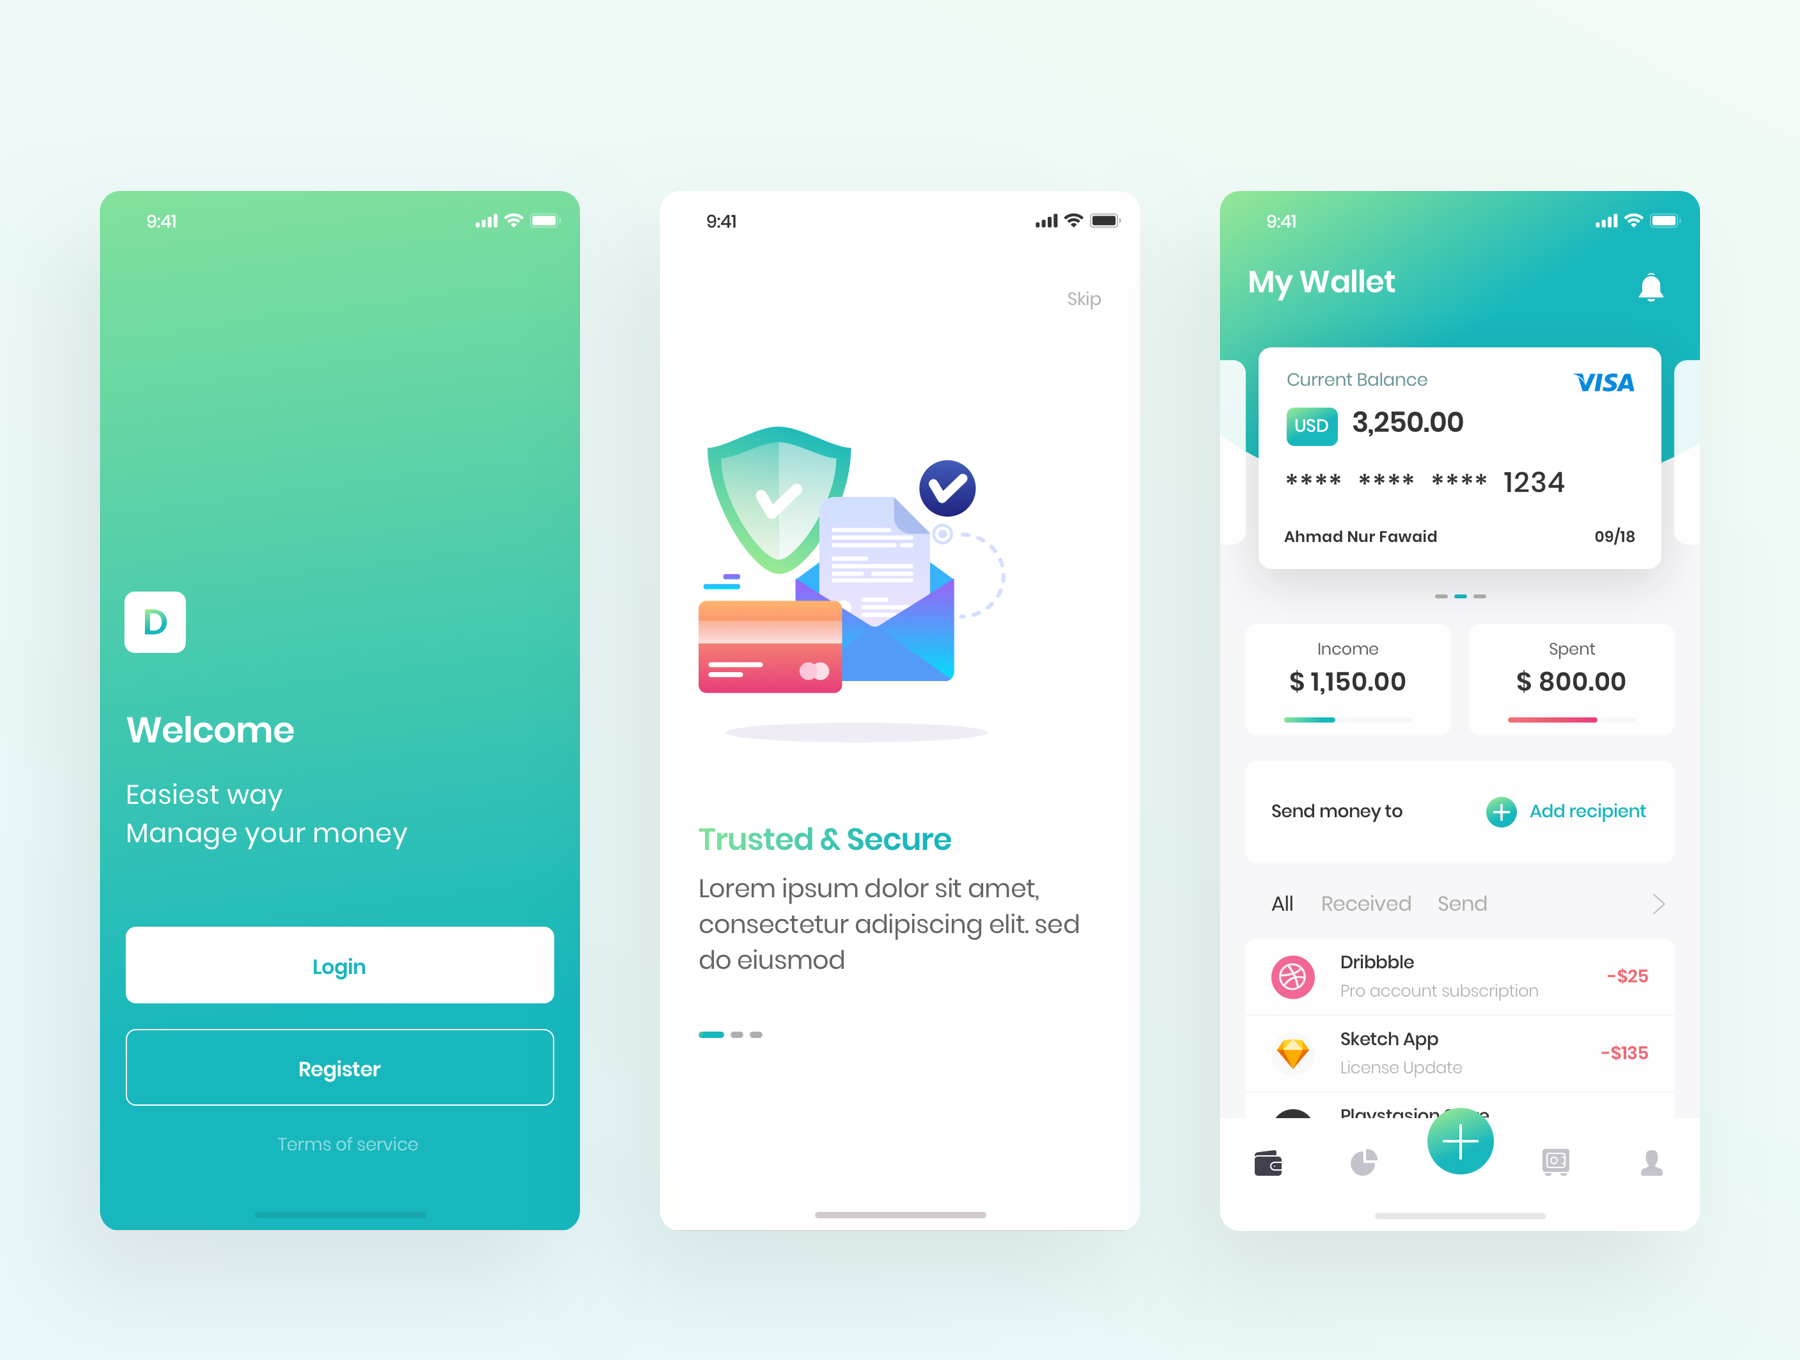 9:41
D
Welcome
Easiest way
Manage your money
Login
Register
Terms of service
9:41
Skip
Trusted & Secure
Lorem ipsum dolor sit amet,
consectetur adipiscing elit. sed
do eiusmod
9:41
My Wallet
Current Balance
VISA
USD 3,250.00
**** **** **** 1234
Ahmad Nur Fawaid 09/18
Income
$ 1,150.00
Spent
$ 800.00
Send money to
Add recipient
All Received Send
Dribbble
Pro account subscription
-$25
Sketch App
License Update
-$135
Playstasion